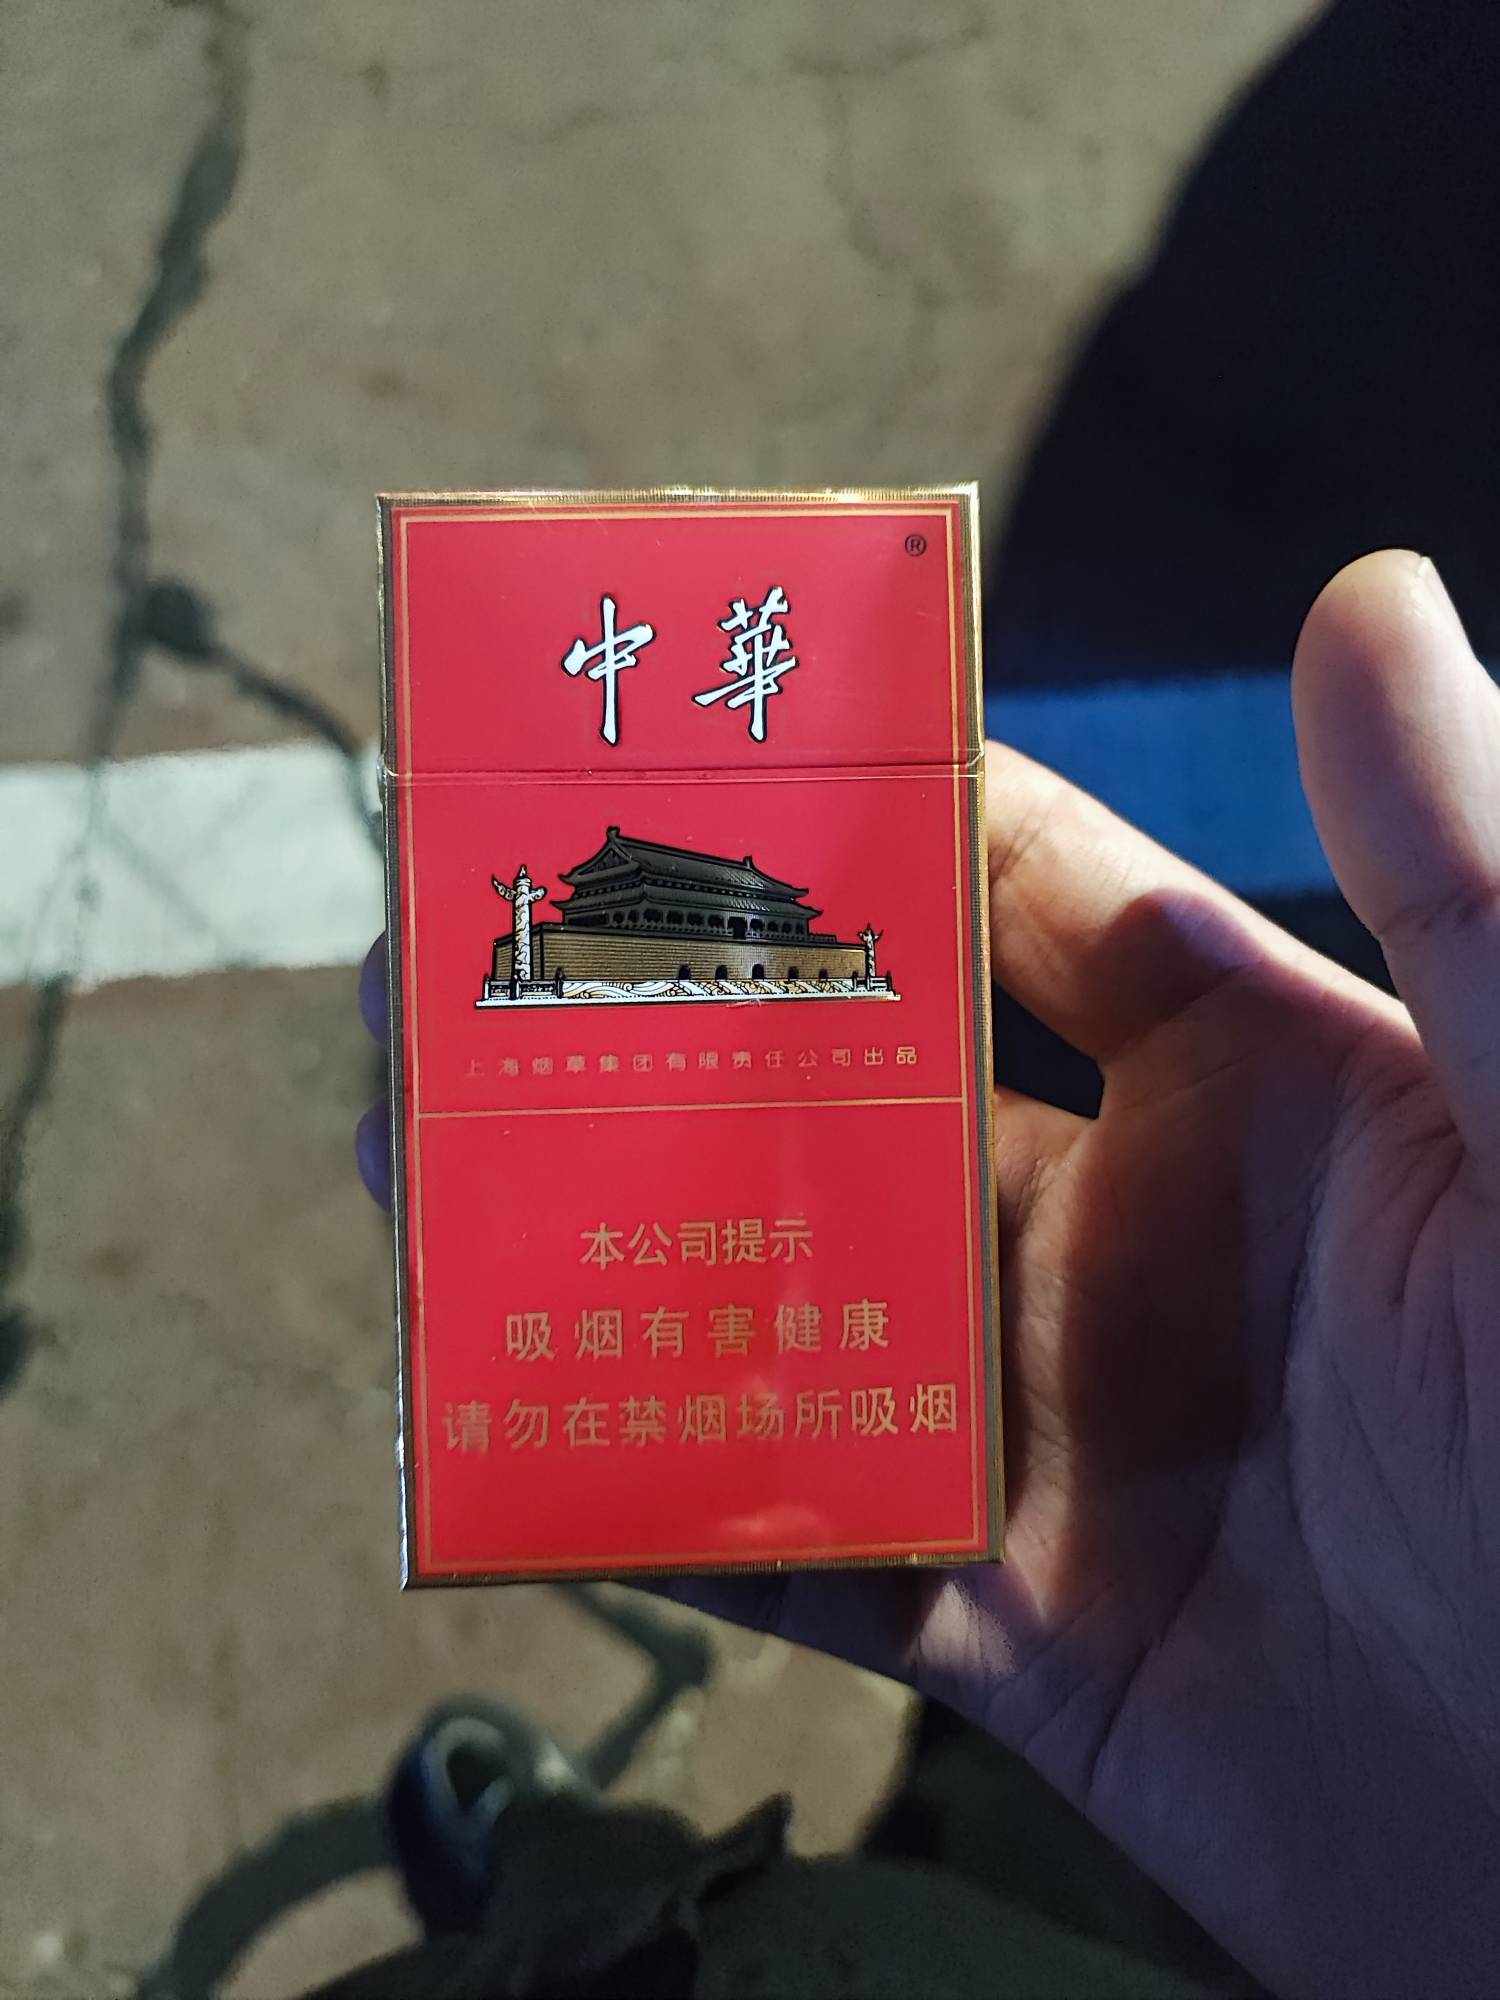 ®
中華
上海烟草集团有限责任公司出品
本公司提示
吸烟有害健康
请勿在禁烟场所吸烟